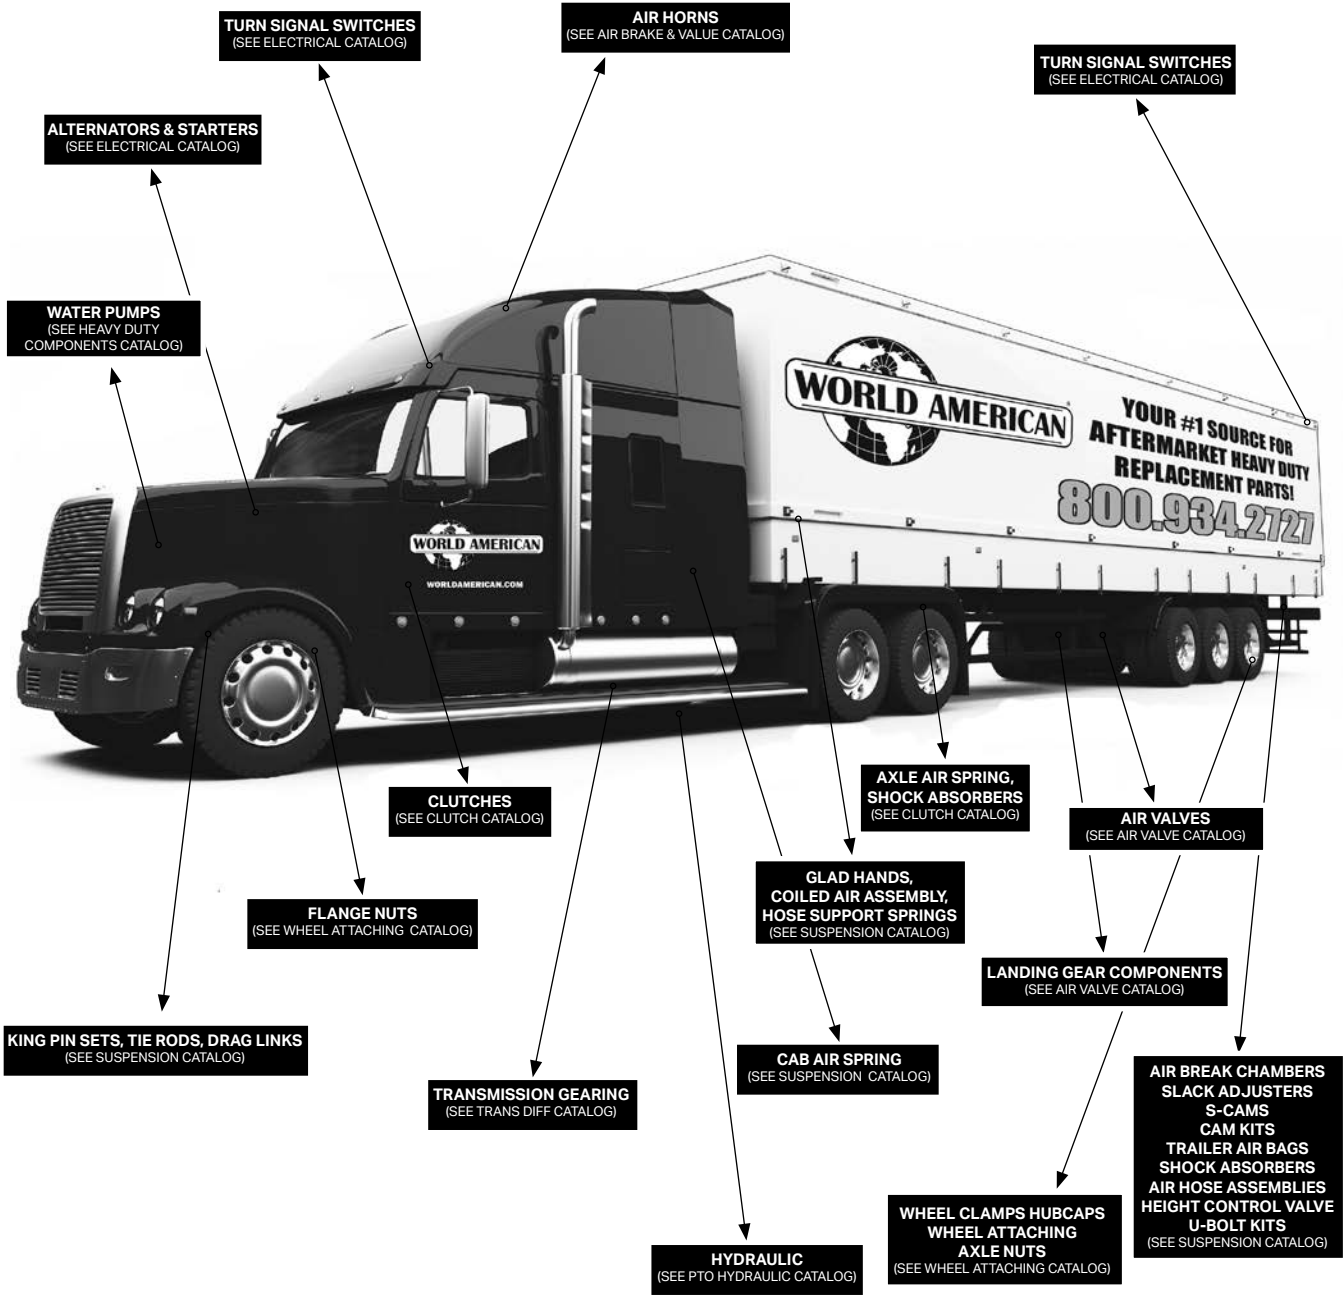 TURN SIGNAL SWITCHES
(SEE ELECTRICAL CATALOG)
AIR HORNS
(SEE AIR BRAKE & VALUE CATALOG)
TURN SIGNAL SWITCHES
(SEE ELECTRICAL CATALOG)
ALTERNATORS & STARTERS
(SEE ELECTRICAL CATALOG)
WATER PUMPS
(SEE HEAVY DUTY
COMPONENTS CATALOG)
WORLD AMERICAN
YOUR #1 SOURCE FOR
AFTERMARKET HEAVY DUTY
REPLACEMENT PARTS!
800.934.2727
WORLD AMERICAN
WORLDAMERICAN.COM
CLUTCHES
(SEE CLUTCH CATALOG)
AXLE AIR SPRING,
SHOCK ABSORBERS
(SEE CLUTCH CATALOG)
AIR VALVES
(SEE AIR VALVE CATALOG)
FLANGE NUTS
(SEE WHEEL ATTACHING CATALOG)
GLAD HANDS,
COILED AIR ASSEMBLY,
HOSE SUPPORT SPRINGS
(SEE SUSPENSION CATALOG)
LANDING GEAR COMPONENTS
(SEE AIR VALVE CATALOG)
KING PIN SETS, TIE RODS, DRAG LINKS
(SEE SUSPENSION CATALOG)
CAB AIR SPRING
(SEE SUSPENSION CATALOG)
TRANSMISSION GEARING
(SEE TRANS DIFF CATALOG)
AIR BREAK CHAMBERS
SLACK ADJUSTERS
S-CAMS
CAM KITS
TRAILER AIR BAGS
SHOCK ABSORBERS
AIR HOSE ASSEMBLIES
HEIGHT CONTROL VALVE
U-BOLT KITS
(SEE SUSPENSION CATALOG)
WHEEL CLAMPS HUBCAPS
WHEEL ATTACHING
AXLE NUTS
(SEE WHEEL ATTACHING CATALOG)
HYDRAULIC
(SEE PTO HYDRAULIC CATALOG)